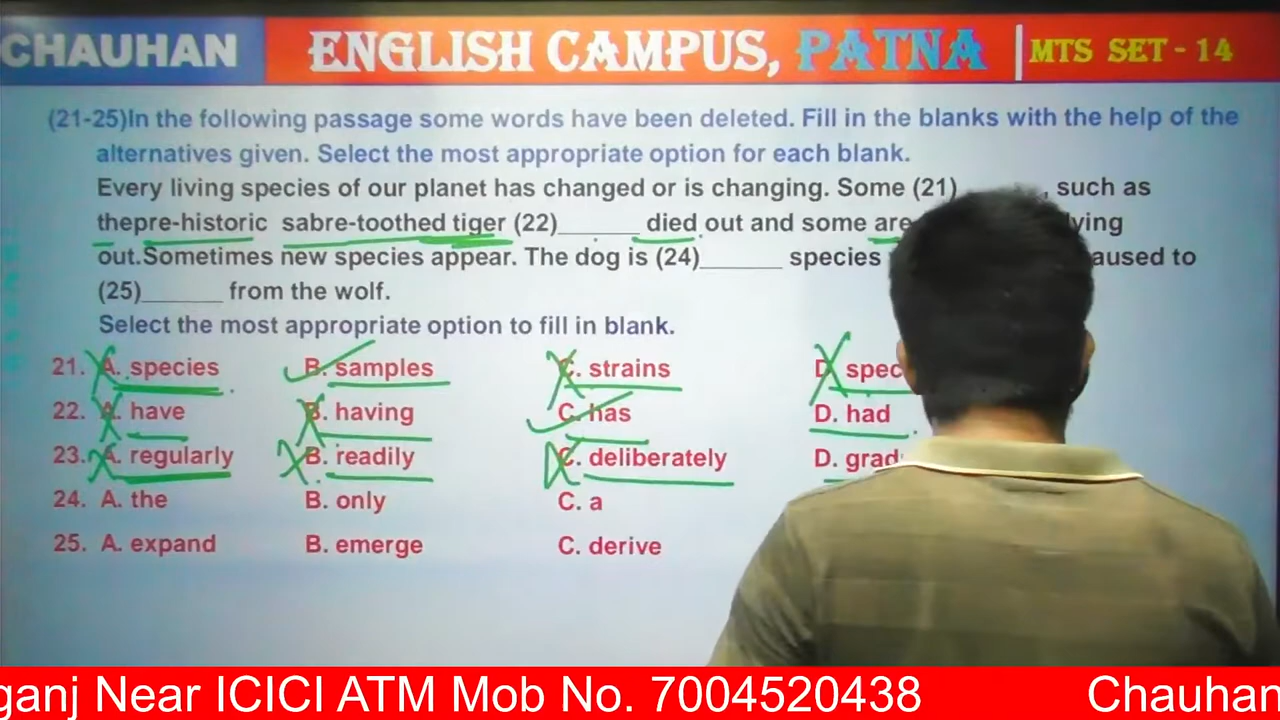 CHAUHAN ENGLISH CAMPUS, PATNA MTS SET - 14
(21-25)In the following passage some words have been deleted. Fill in the blanks with the help of the
alternatives given. Select the most appropriate option for each blank.
Every living species of our planet has changed or is changing. Some (21) , such as
thepre-historic sabre-toothed tiger (22)______ died out and some are
out.Sometimes new species appear. The dog is (24)______ species to
(25)______ from the wolf.
Select the most appropriate option to fill in blank.
21. A. species B. samples C. strains D.
22. A. have B. having C. has D. had
23. A. regularly B. readily C. deliberately D.
24. A. the B. only C. a
25. A. expand B. emerge C. derive
ganj Near ICICI ATM Mob No. 7004520438 Chauhan